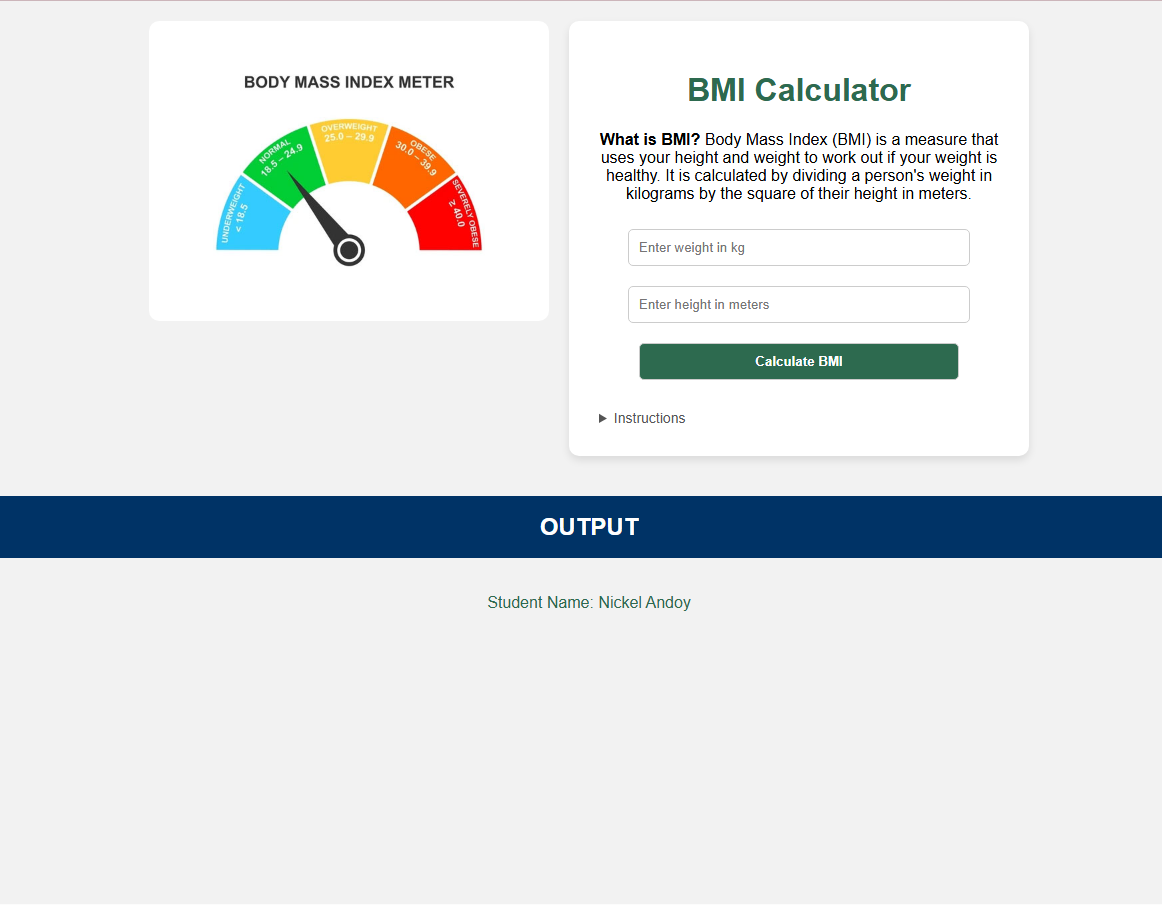 BODY MASS INDEX METER
UNDERWEIGHT
< 18.5
NORMAL
18.5 – 24.9
OVERWEIGHT
25.0 – 29.9
OBESE
30.0 – 39.9
SEVERELY OBESE
≥ 40.0
BMI Calculator
What is BMI? Body Mass Index (BMI) is a measure that
uses your height and weight to work out if your weight is
healthy. It is calculated by dividing a person's weight in
kilograms by the square of their height in meters.
Enter weight in kg
Enter height in meters
Calculate BMI
Instructions
OUTPUT
Student Name: Nickel Andoy